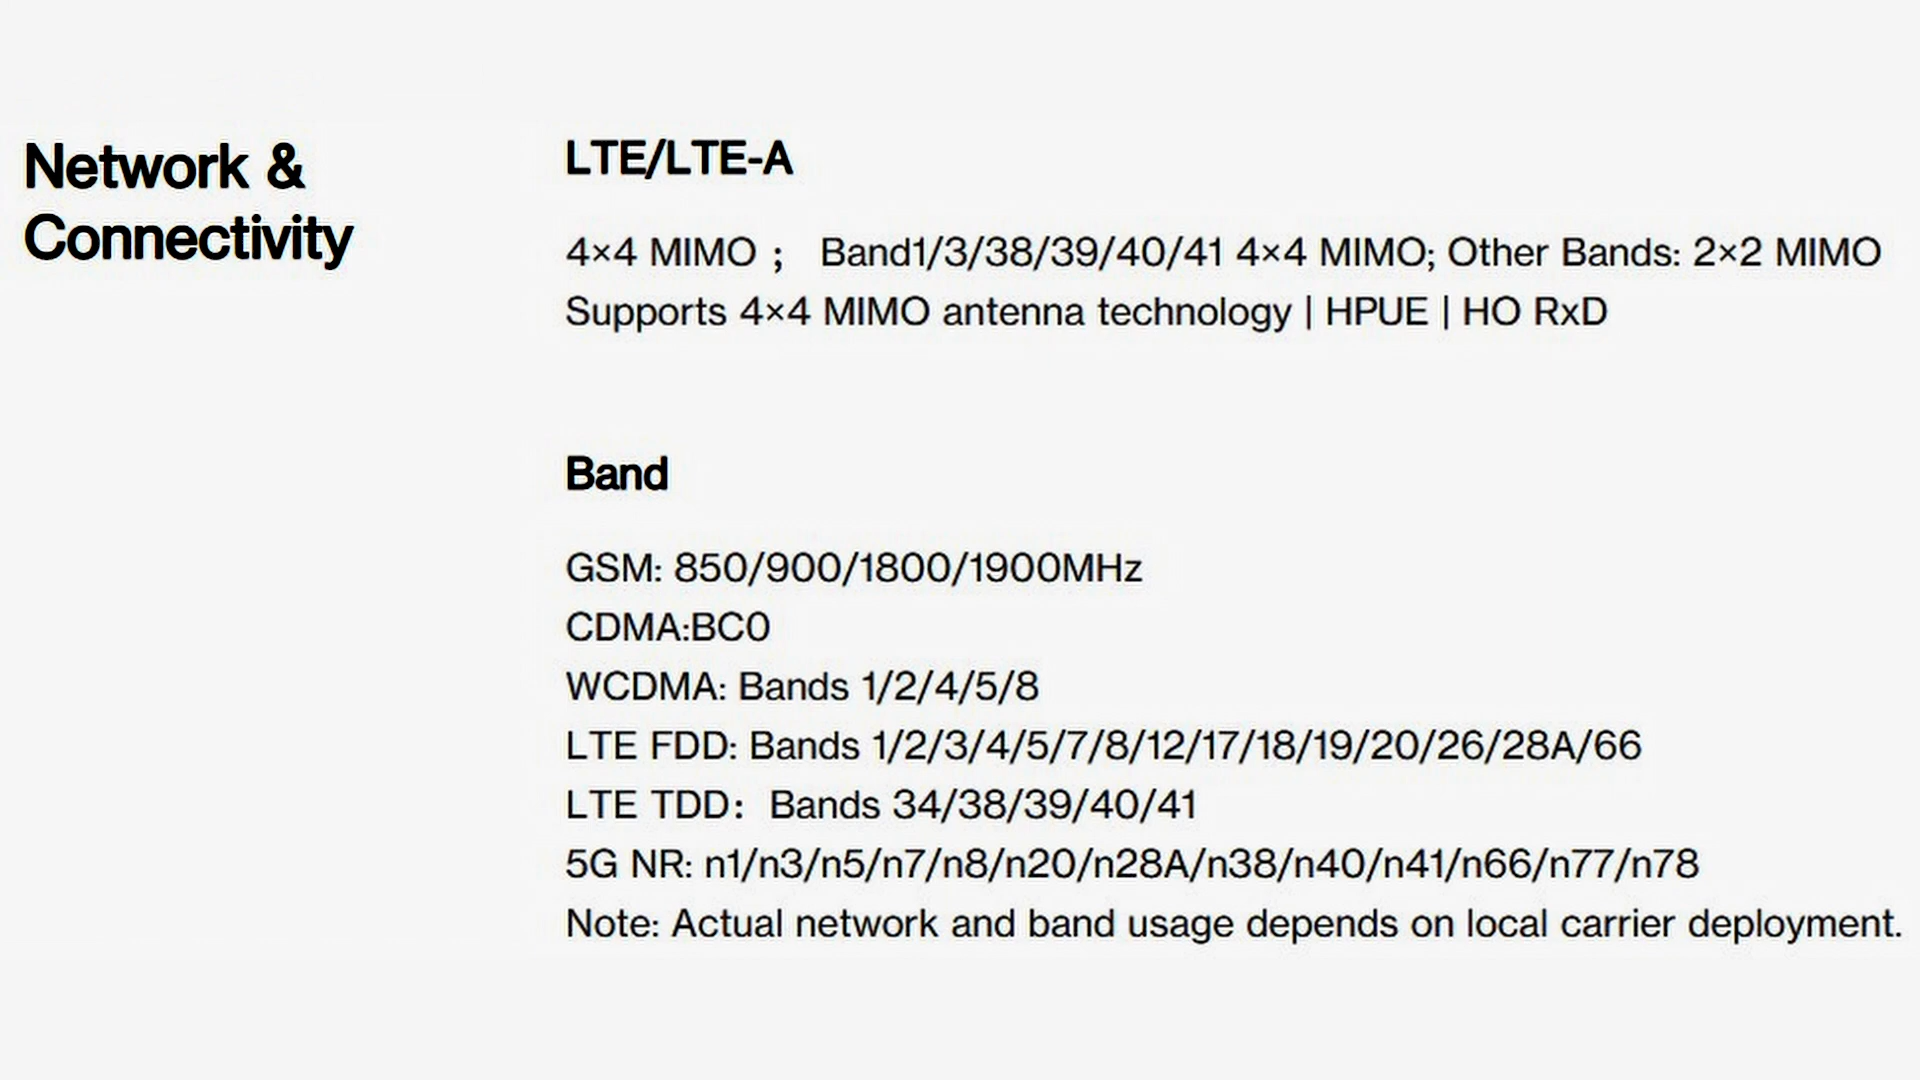 Network &
Connectivity
LTE/LTE-A
4×4 MIMO ； Band1/3/38/39/40/41 4×4 MIMO; Other Bands: 2×2 MIMO
Supports 4×4 MIMO antenna technology | HPUE | HO RxD
Band
GSM: 850/900/1800/1900MHz
CDMA:BC0
WCDMA: Bands 1/2/4/5/8
LTE FDD: Bands 1/2/3/4/5/7/8/12/17/18/19/20/26/28A/66
LTE TDD：Bands 34/38/39/40/41
5G NR: n1/n3/n5/n7/n8/n20/n28A/n38/n40/n41/n66/n77/n78
Note: Actual network and band usage depends on local carrier deployment.